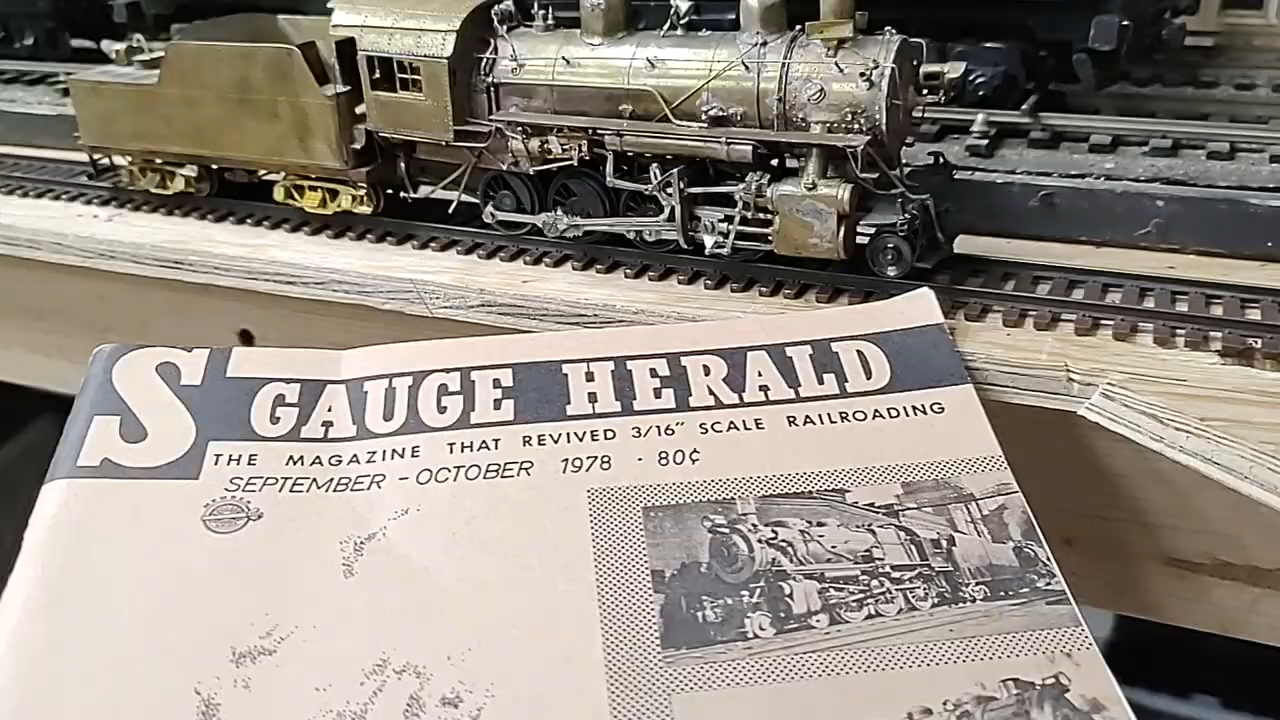 S GAUGE HERALD
THE MAGAZINE THAT REVIVED 3/16" SCALE RAILROADING
SEPTEMBER - OCTOBER 1978 - 80¢